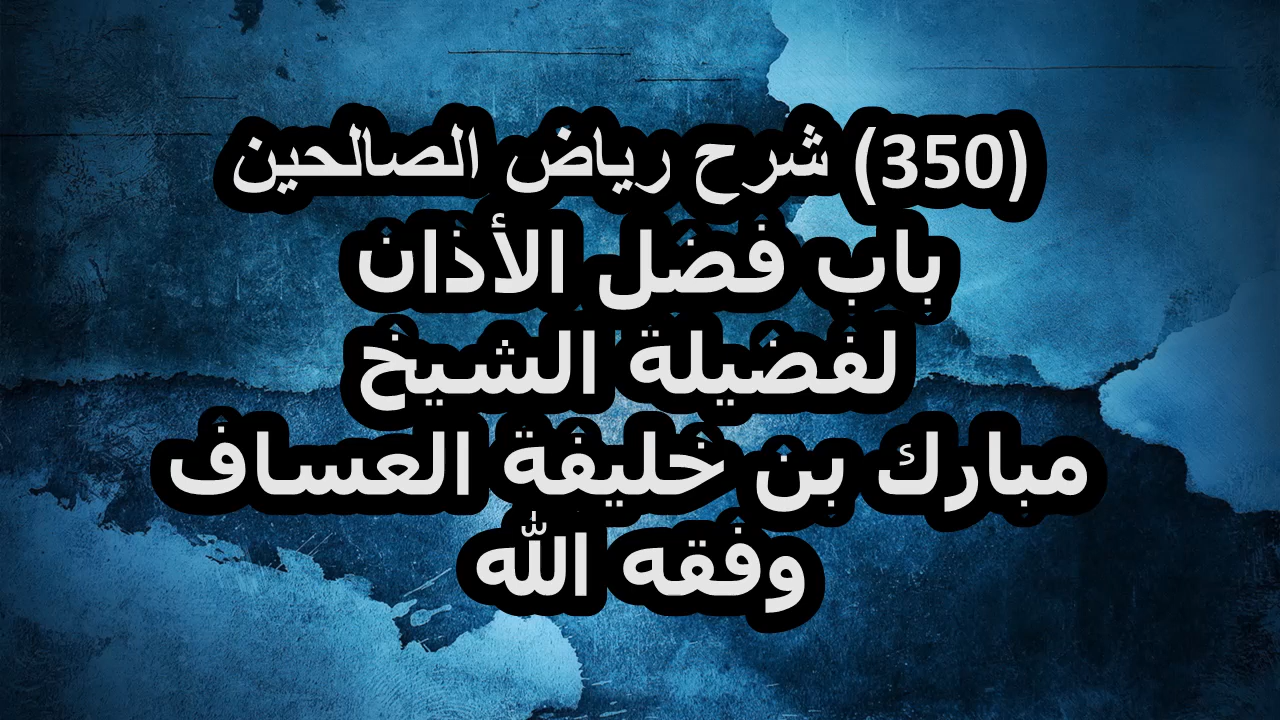 (350) شرح رياض الصالحين
باب فضل الأذان
لفضيلة الشيخ
مبارك بن خليفة العساف
وفقه الله